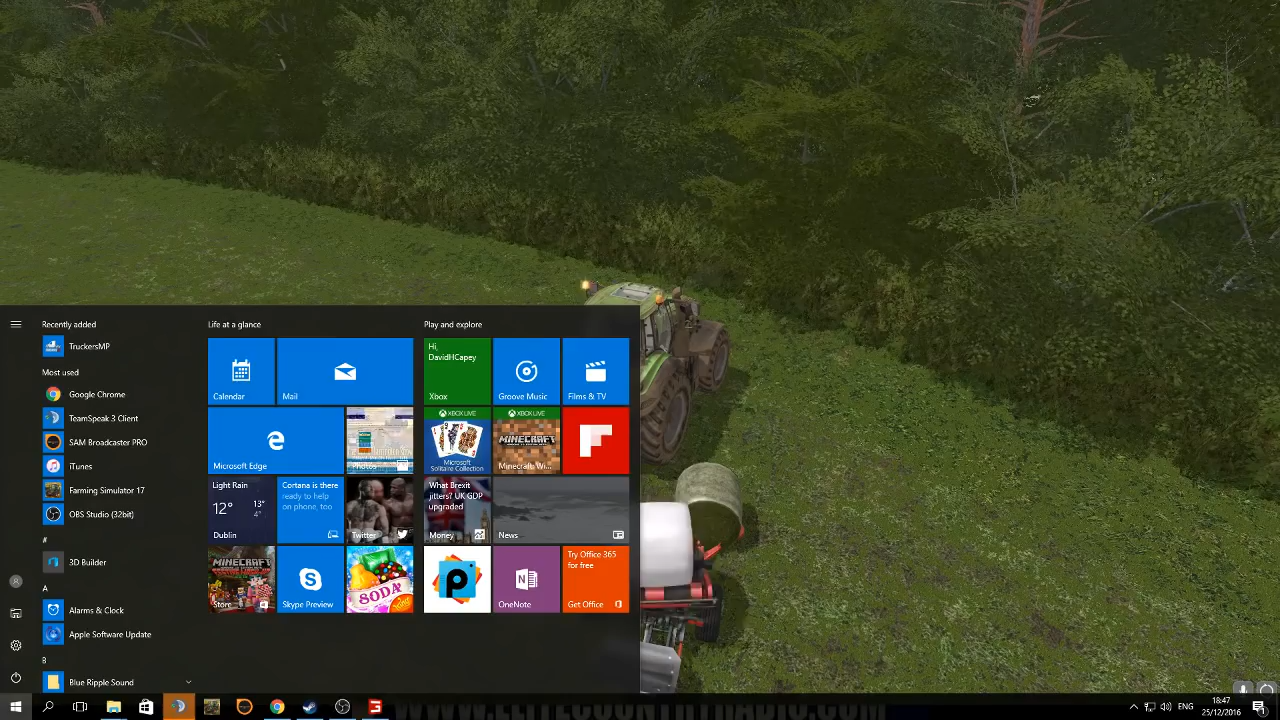 Recently added
TruckersMP
Most used
Google Chrome
TeamSpeak 3 Client
SAM Broadcaster PRO
iTunes
Farming Simulator 17
OBS Studio (32bit)
#
3D Builder
A
Alarms & Clock
Apple Software Update
B
Blue Ripple Sound
Life at a glance
Calendar
Mail
Microsoft Edge
Photos
Light Rain
12°
13°
4°
Dublin
Cortana is there
ready to help
on phone, too
Twitter
MINECRAFT
Store
Skype Preview
SODA
Play and explore
Hi,
DavidHCapey
Xbox
Groove Music
Films & TV
XBOX LIVE
Microsoft
Solitaire Collection
XBOX LIVE
MINECRAFT
Minecraft: Wi...
What Brexit
jitters? UK GDP
upgraded
Money
News
OneNote
Try Office 365
for free
Get Office
ENG
18:47
25/12/2016